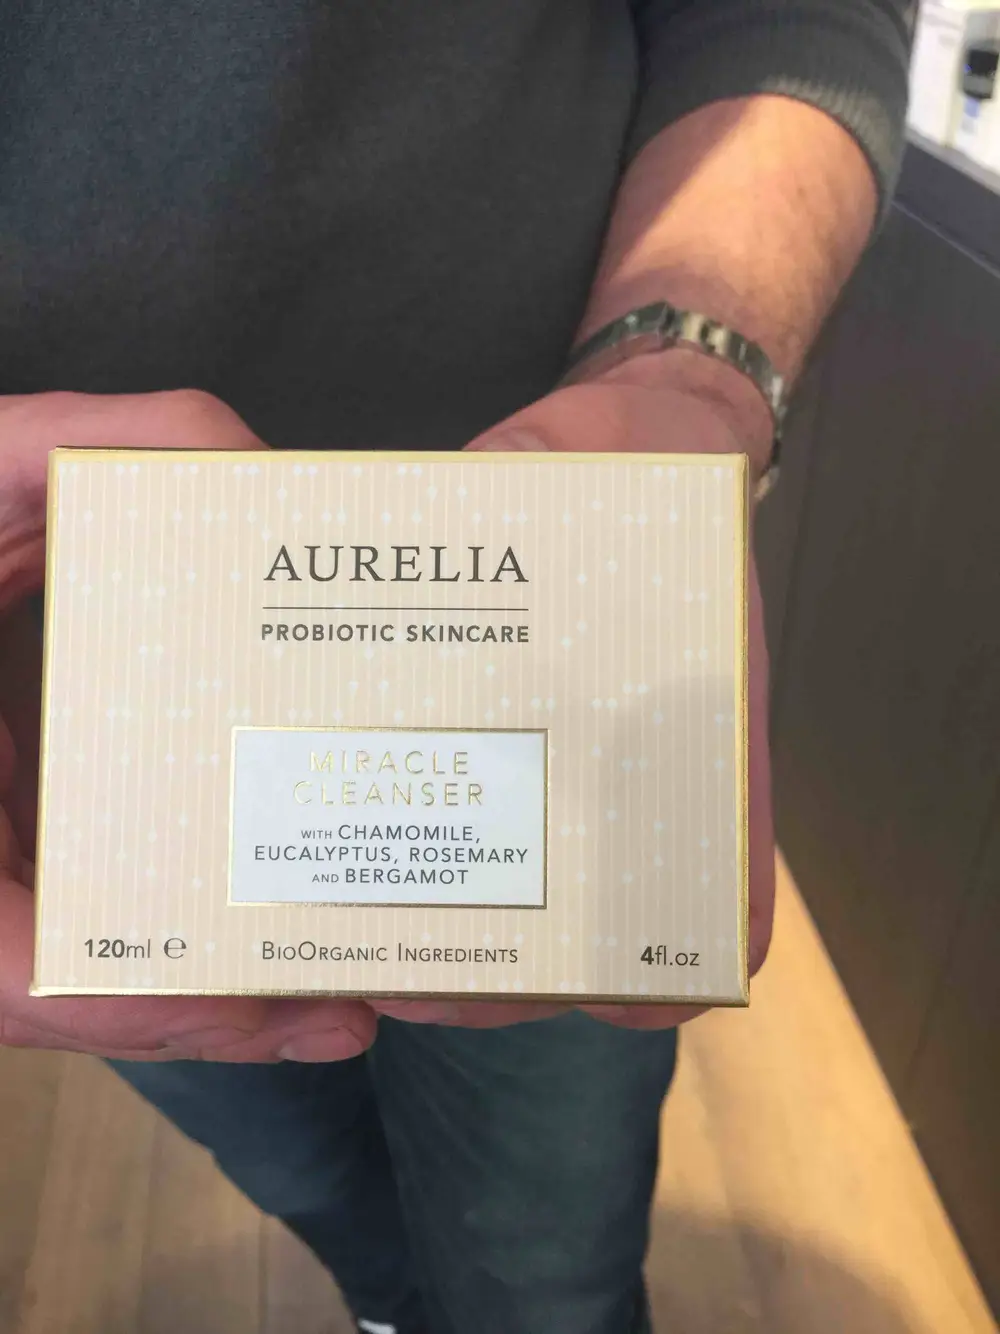 AURELIA
PROBIOTIC SKINCARE
MIRACLE
CLEANSER
WITH CHAMOMILE,
EUCALYPTUS, ROSEMARY
AND BERGAMOT
120ml ℮ BIOORGANIC INGREDIENTS 4fl.oz